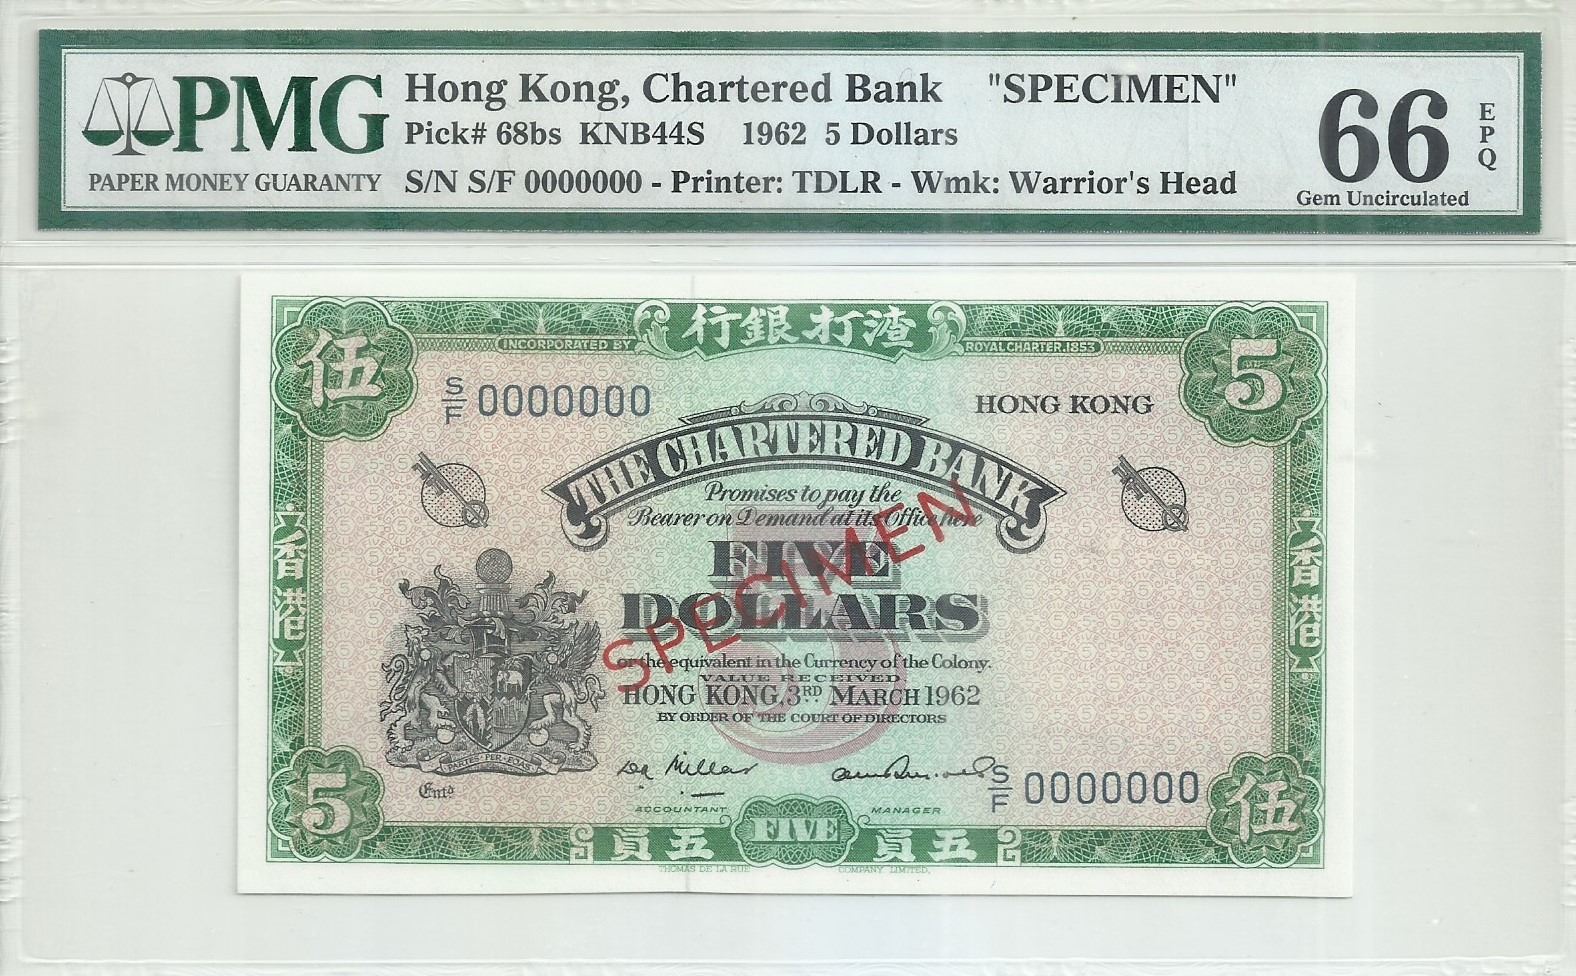 PMG
PAPER MONEY GUARANTY
Hong Kong, Chartered Bank "SPECIMEN"
Pick# 68bs KNB44S 1962 5 Dollars
S/N S/F 0000000 - Printer: TDLR - Wmk: Warrior's Head
66
EPQ
Gem Uncirculated
行銀打渣
INCORPORATED BY
ROYAL CHARTER.1853
伍
5
S/F 0000000
HONG KONG
THE CHARTERED BANK
Promises to pay the
Bearer on Demand at its Office here
FIVE
DOLLARS
SPECIMEN
or the equivalent in the Currency of the Colony.
VALUE RECEIVED
HONG KONG, 3RD MARCH 1962
BY ORDER OF THE COURT OF DIRECTORS
香港
香港
Entd
ACCOUNTANT
MANAGER
S/F 0000000
5
伍
員五
FIVE
員五
THOMAS DE LA RUE
COMPANY, LIMITED.